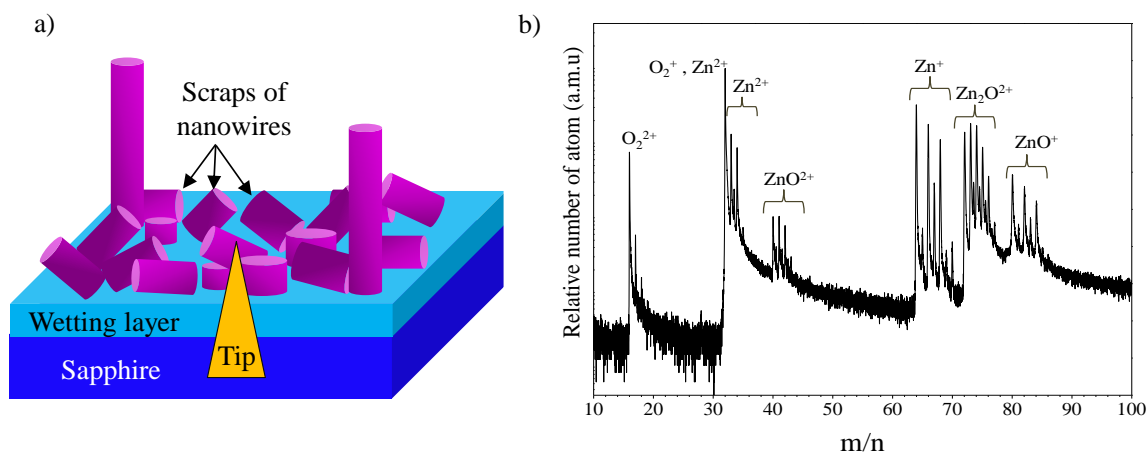 a)
Scraps of
nanowires
Wetting layer
Tip
Sapphire
b)
Relative number of atom (a.m.u)
O₂²⁺
O₂⁺ , Zn²⁺
Zn²⁺
ZnO²⁺
Zn⁺
Zn₂O²⁺
ZnO⁺
10 20 30 40 50 60 70 80 90 100
m/n